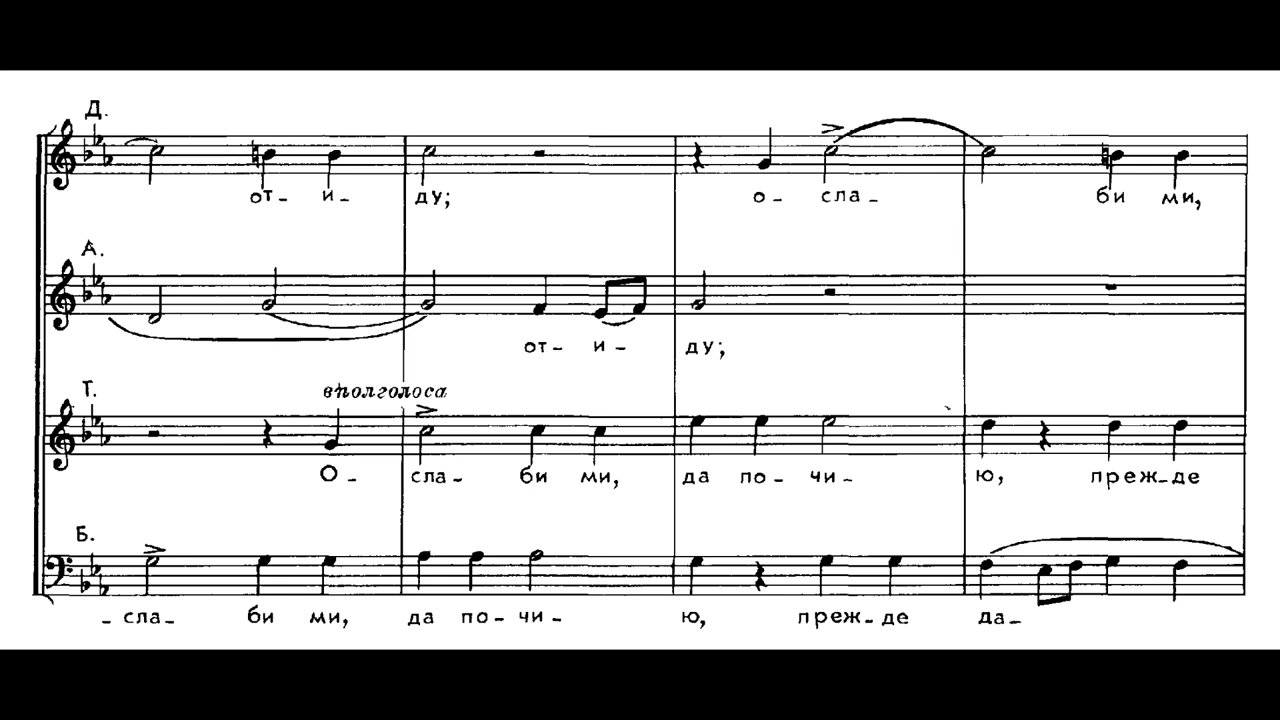 Д.
от- и- ду; о- сла- би ми,
А.
от- и- ду;
Т.
вполголоса
О- сла- би ми, да по- чи- ю, преж-де
Б.
- сла- би ми, да по- чи- ю, преж-де да-